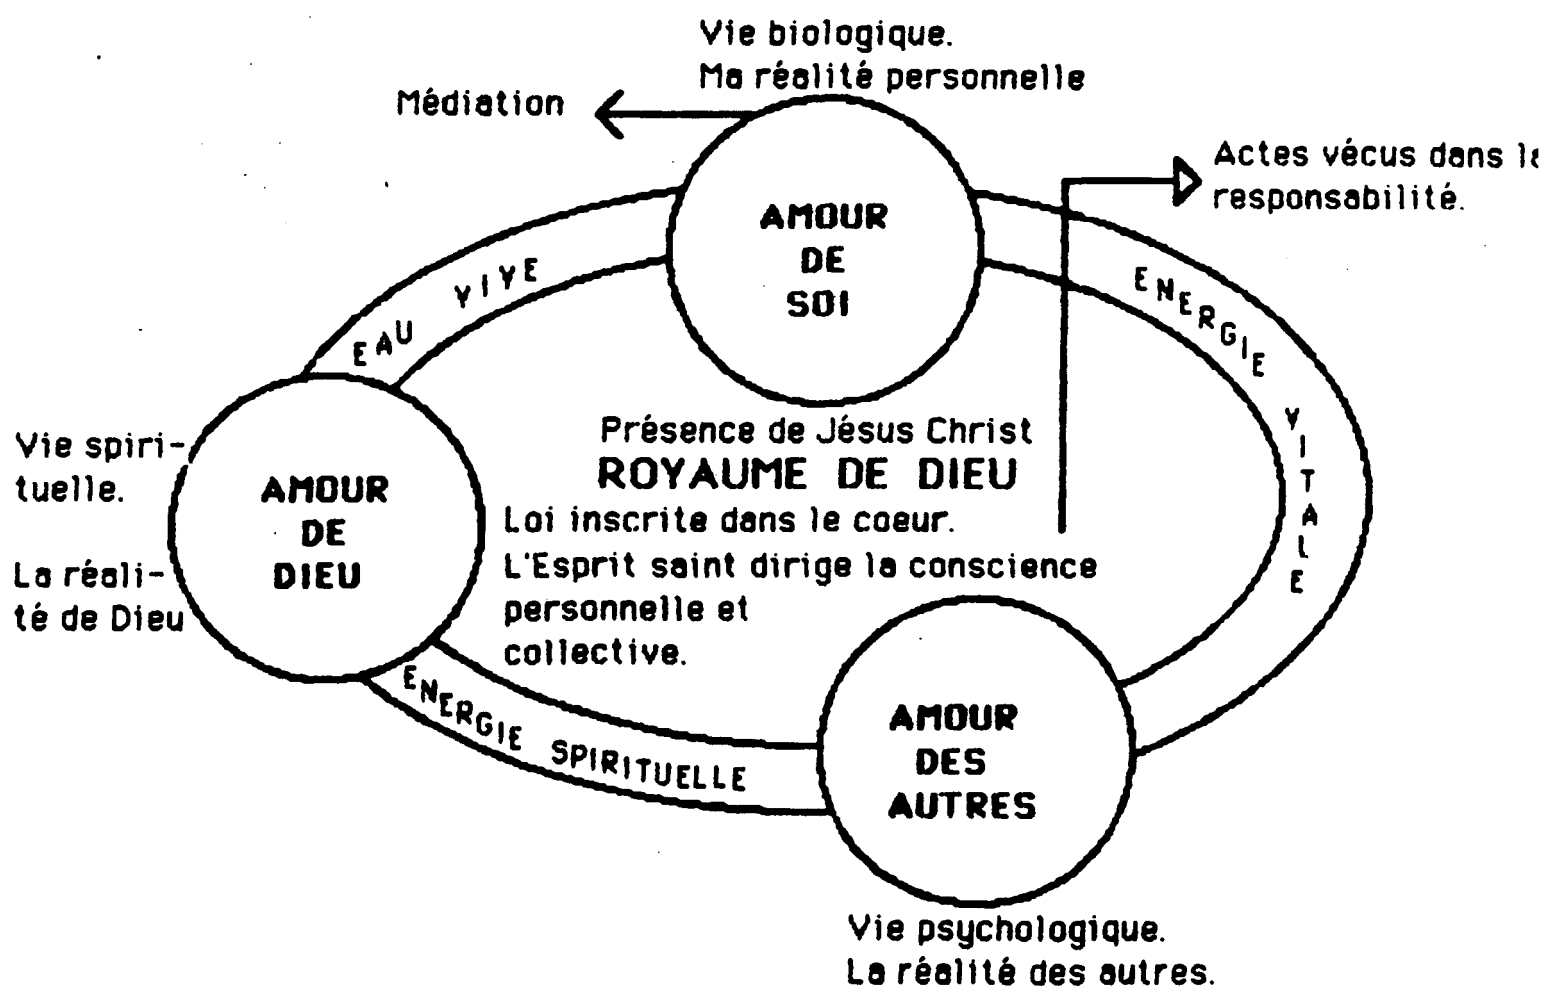 Vie biologique.
Ma réalité personnelle
Médiation
Actes vécus dans
responsabilité.
AMOUR
DE
SOI
EAU VIVE
ENERGIE VITALE
Présence de Jésus Christ
ROYAUME DE DIEU
Loi inscrite dans le coeur.
L'Esprit saint dirige la conscience
personnelle et
collective.
Vie spiri-
tuelle.
La réali-
té de Dieu
AMOUR
DE
DIEU
ENERGIE SPIRITUELLE
AMOUR
DES
AUTRES
Vie psychologique.
La réalité des autres.